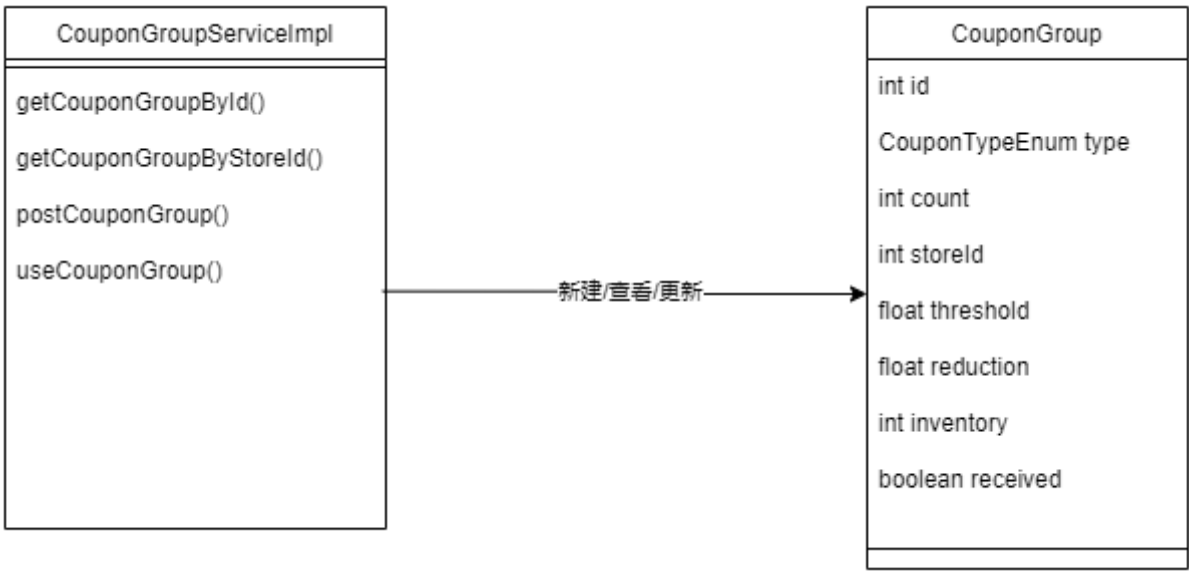 CouponGroupServiceImpl
getCouponGroupById()
getCouponGroupByStoreId()
postCouponGroup()
useCouponGroup()
新建/查看/更新
CouponGroup
int id
CouponTypeEnum type
int count
int storeId
float threshold
float reduction
int inventory
boolean received